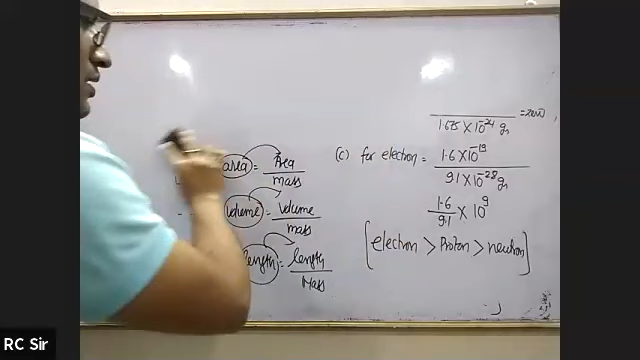 area = Area
mass
Volume = Volume
mass
length = length
Mass
= zero
1.675 × 10⁻²⁴ g
(c) for electron = 1.6 × 10⁻¹⁹
9.1 × 10⁻²⁸ g
1.6 × 10⁹
9.1
[electron > Proton > neutron]
RC Sir